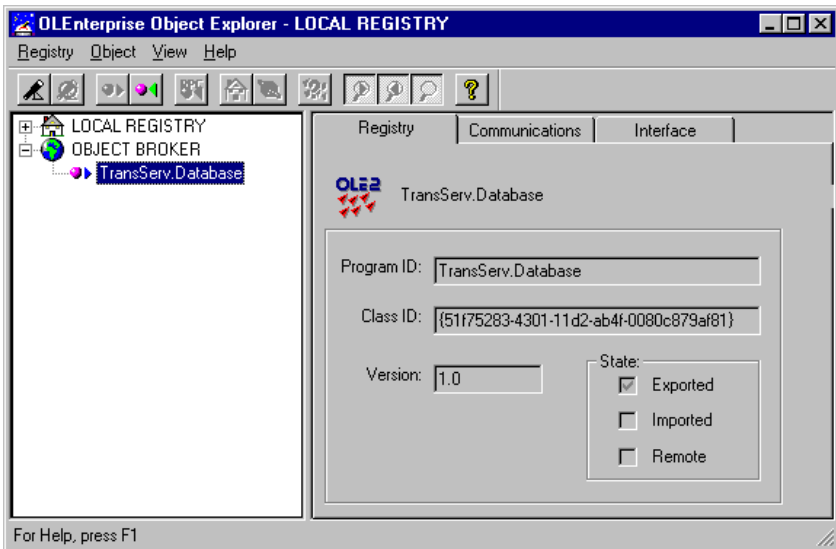 OLEnterprise Object Explorer - LOCAL REGISTRY
Registry Object View Help
LOCAL REGISTRY
OBJECT BROKER
TransServ.Database
Registry Communications Interface
OLE2
TransServ.Database
Program ID: TransServ.Database
Class ID: {51f75283-4301-11d2-ab4f-0080c879af81}
Version: 1.0
State:
Exported
Imported
Remote
For Help, press F1